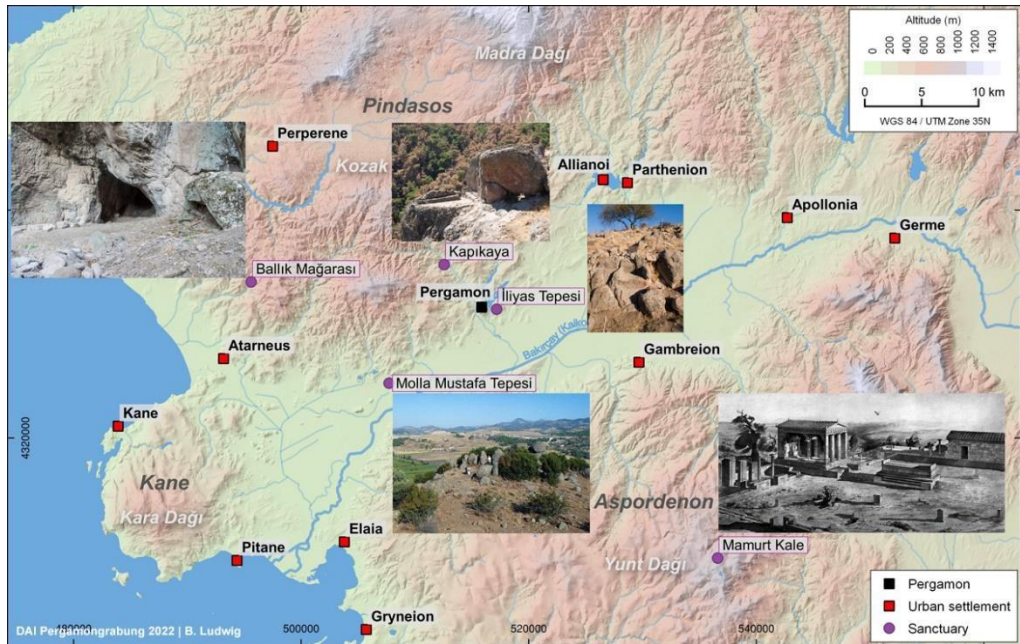 Altitude (m)
0 200 400 600 800 1000 1200 1400
0 5 10 km
WGS 84 / UTM Zone 35N
Madra Dağı
Pindasos
Perperene
Kozak
Allianoi
Parthenion
Apollonia
Germe
Kapıkaya
Ballık Mağarası
Pergamon
İliyas Tepesi
Bakırçay
Atarneus
Gambreion
Molla Mustafa Tepesi
Kane
4320000
Kane
Kara Dağı
Aspordenon
Elaia
Mamurt Kale
Pitane
Yunt Dağı
Pergamon
Urban settlement
Sanctuary
Gryneion
DAI Pergamongrabung 2022 | B. Ludwig
480000
500000
520000
540000